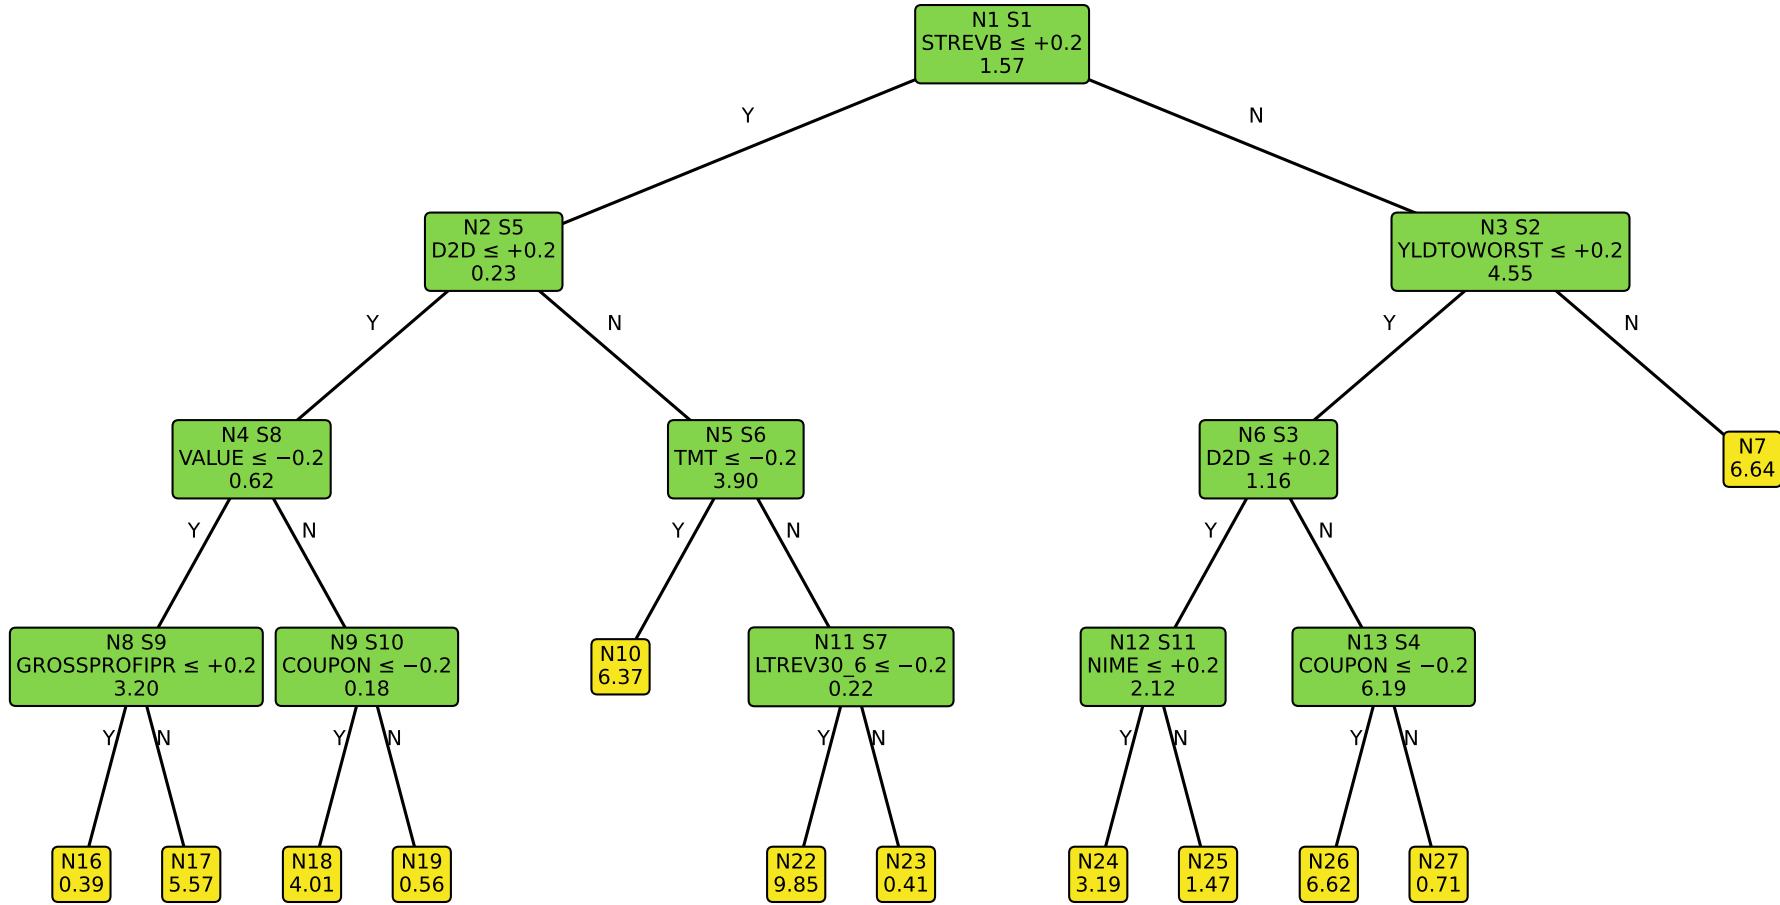 N1 S1
STREVB ≤ +0.2
1.57
Y
N
N2 S5
D2D ≤ +0.2
0.23
N3 S2
YLDTOWORST ≤ +0.2
4.55
Y
N
Y
N
N4 S8
VALUE ≤ −0.2
0.62
N5 S6
TMT ≤ −0.2
3.90
N6 S3
D2D ≤ +0.2
1.16
N7
6.64
Y
N
Y
N
Y
N
N8 S9
GROSSPROFIPR ≤ +0.2
3.20
N9 S10
COUPON ≤ −0.2
0.18
N10
6.37
N11 S7
LTREV30_6 ≤ −0.2
0.22
N12 S11
NIME ≤ +0.2
2.12
N13 S4
COUPON ≤ −0.2
6.19
Y
N
Y
N
Y
N
Y
N
Y
N
N16
0.39
N17
5.57
N18
4.01
N19
0.56
N22
9.85
N23
0.41
N24
3.19
N25
1.47
N26
6.62
N27
0.71